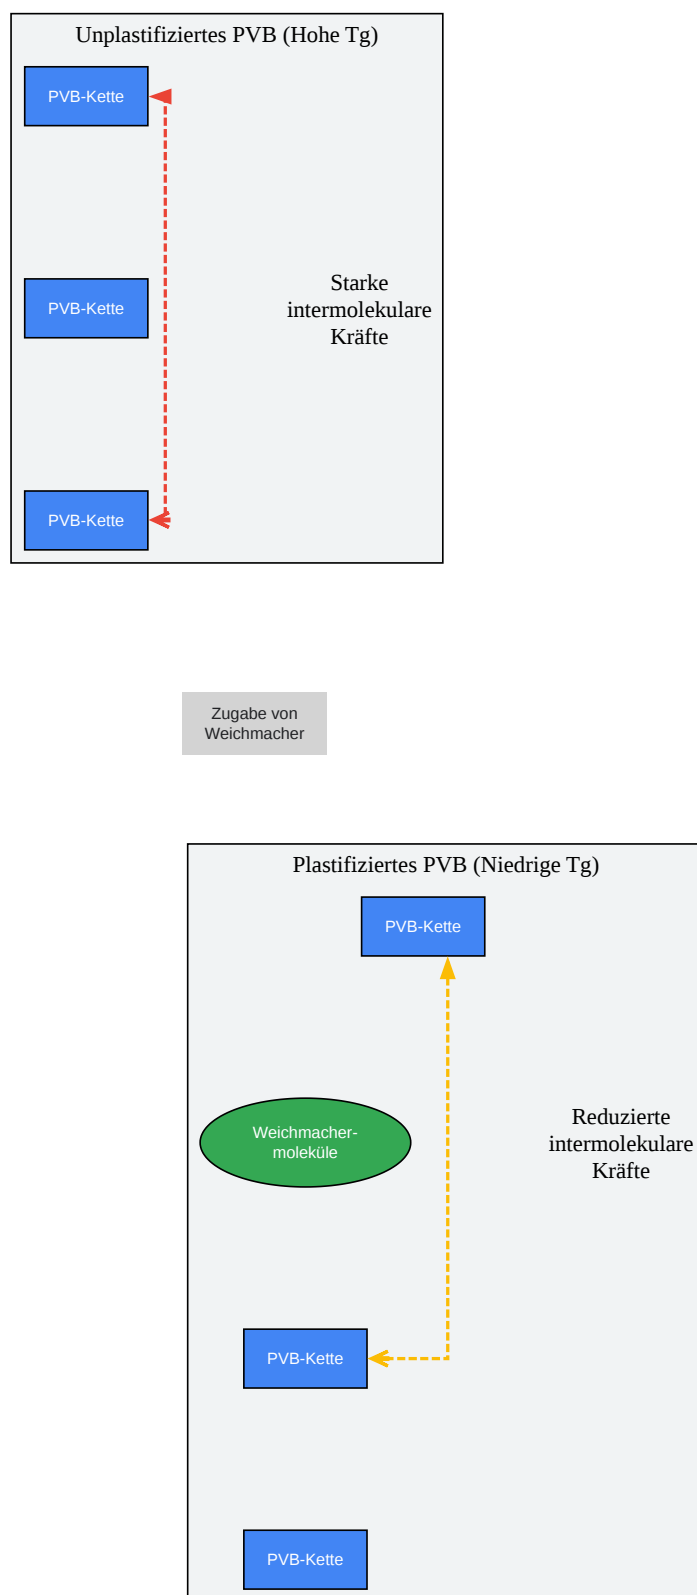 Unplastifiziertes PVB (Hohe Tg)
PVB-Kette
PVB-Kette
Starke
intermolekulare
Kräfte
PVB-Kette
Zugabe von
Weichmacher
Plastifiziertes PVB (Niedrige Tg)
PVB-Kette
Weichmacher-
moleküle
Reduzierte
intermolekulare
Kräfte
PVB-Kette
PVB-Kette